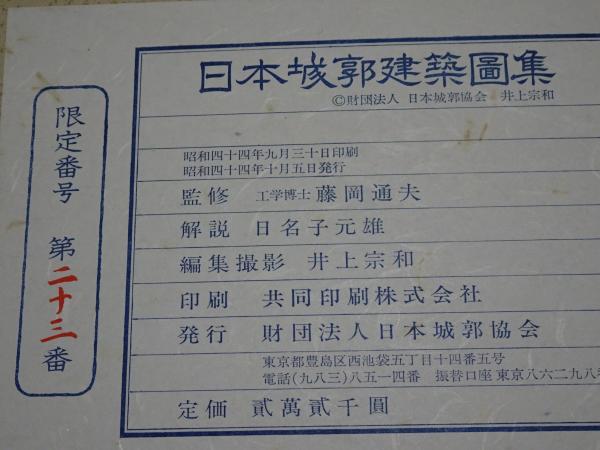 日本城郭建築圖集
©財団法人 日本城郭協会 井上宗和
昭和四十四年九月三十日印刷
昭和四十四年十月五日発行
監修 工学博士 藤岡通夫
解説 日名子元雄
編集撮影 井上宗和
印刷 共同印刷株式会社
発行 財団法人日本城郭協会
東京都豊島区西池袋五丁目十四番五号
電話(九八三)八五一四番 振替口座 東京八六二九八
定価 貳萬貳千圓
限定番号 第二十三番